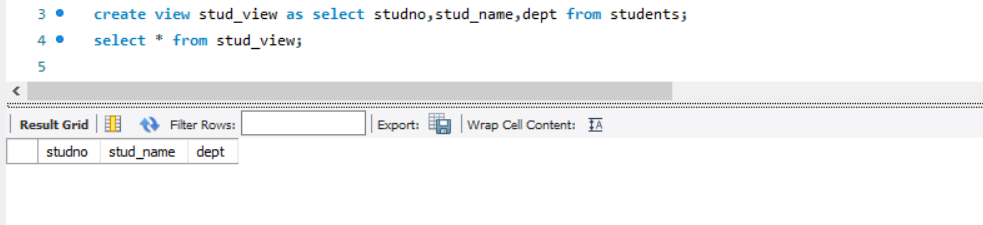 3 create view stud_view as select studno,stud_name,dept from students;
4 select * from stud_view;
5
Result Grid Filter Rows: Export: Wrap Cell Content: IA
studno stud_name dept